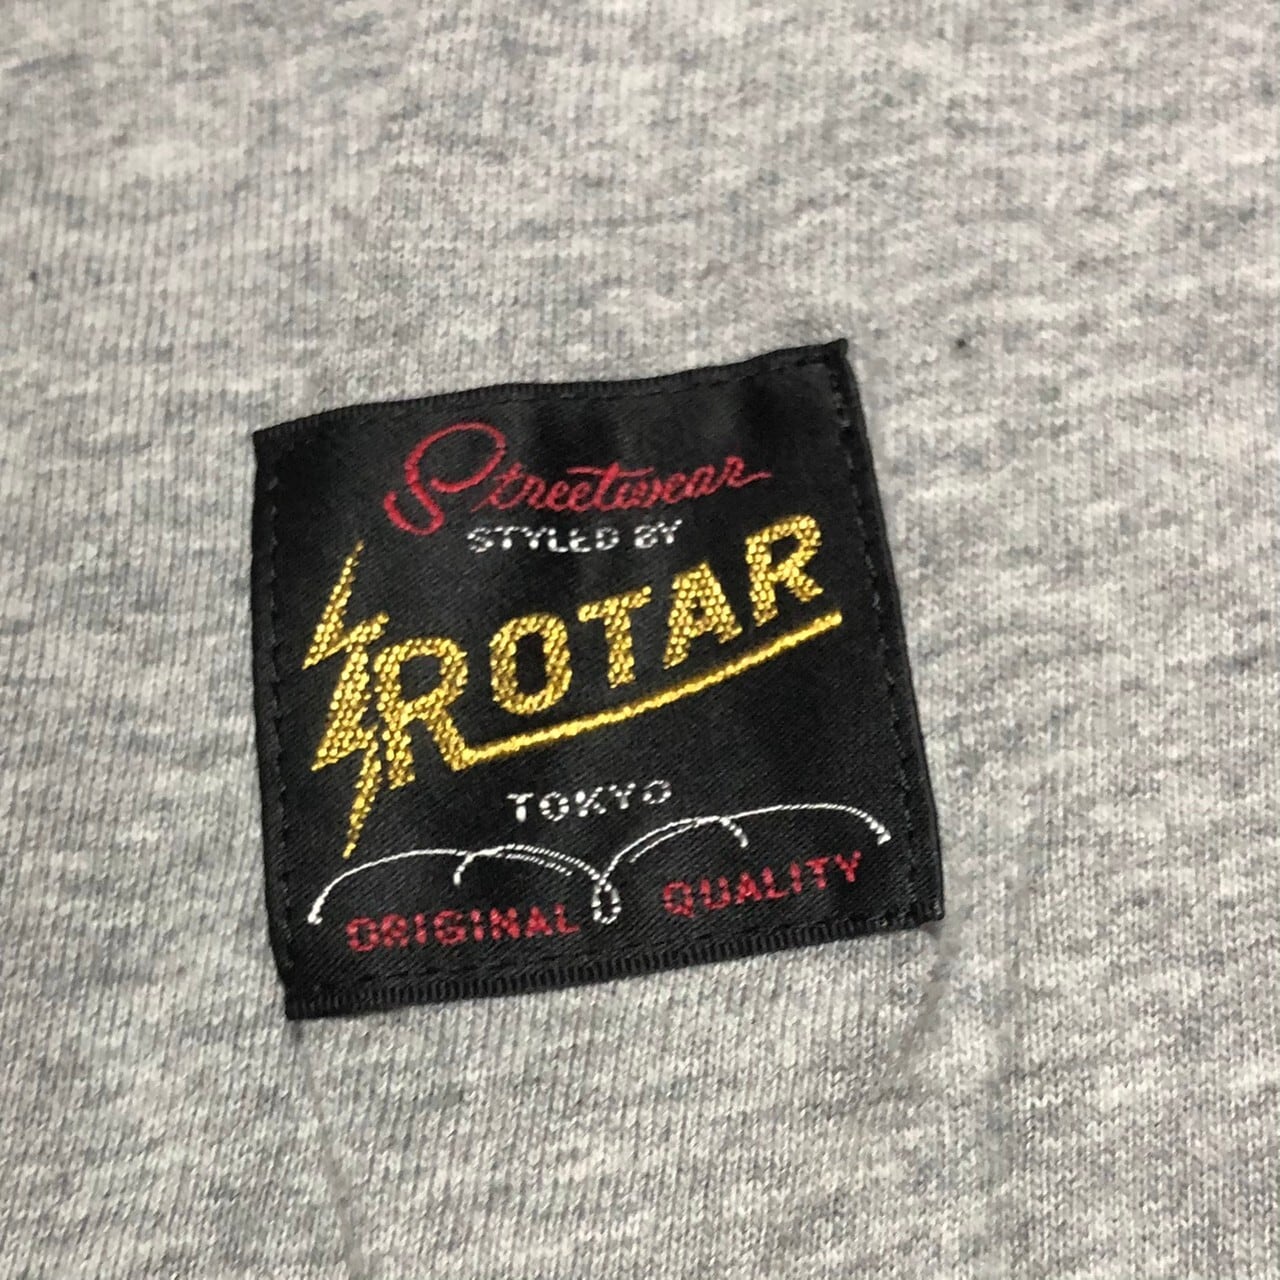 Streetwear
STYLED BY
ROTAR
TOKYO
ORIGINAL QUALITY